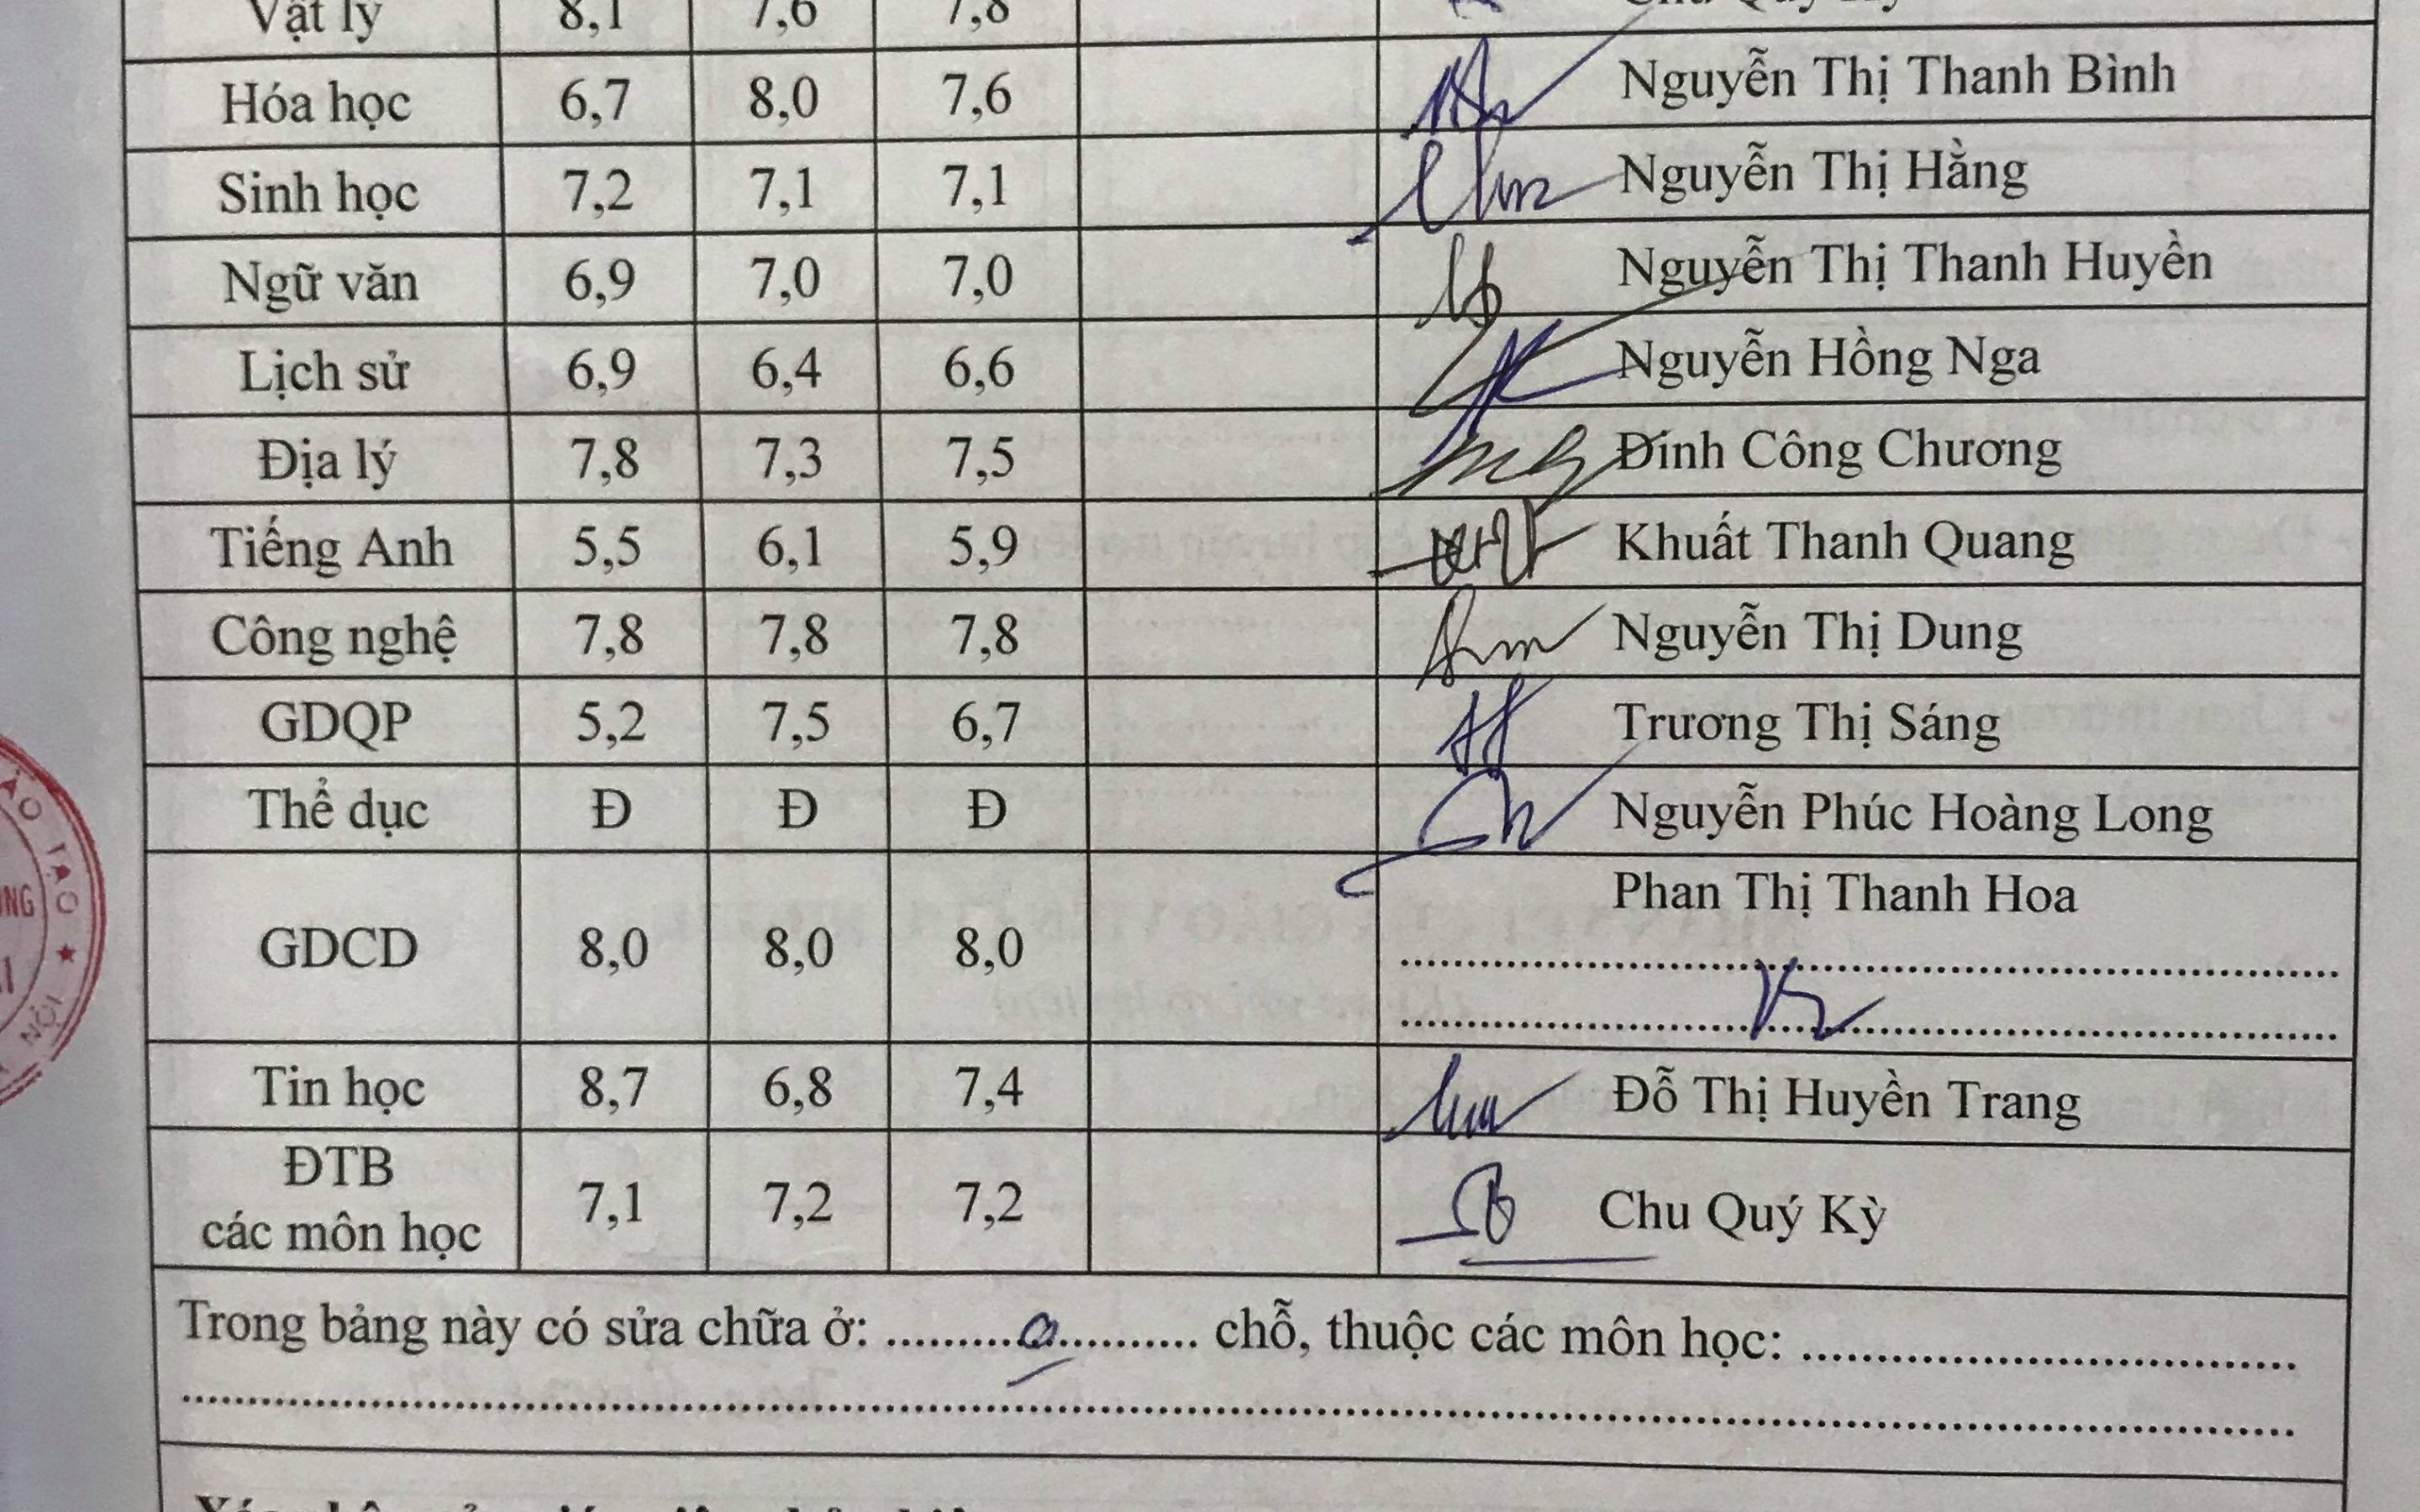 Vật lý 8,1 7,6 7,8 Chu Quý Kỳ
Hóa học 6,7 8,0 7,6 Nguyễn Thị Thanh Bình
Sinh học 7,2 7,1 7,1 Nguyễn Thị Hằng
Ngữ văn 6,9 7,0 7,0 Nguyễn Thị Thanh Huyền
Lịch sử 6,9 6,4 6,6 Nguyễn Hồng Nga
Địa lý 7,8 7,3 7,5 Đinh Công Chương
Tiếng Anh 5,5 6,1 5,9 Khuất Thanh Quang
Công nghệ 7,8 7,8 7,8 Nguyễn Thị Dung
GDQP 5,2 7,5 6,7 Trương Thị Sáng
Thể dục Đ Đ Đ Nguyễn Phúc Hoàng Long
GDCD 8,0 8,0 8,0 Phan Thị Thanh Hoa
Tin học 8,7 6,8 7,4 Đỗ Thị Huyền Trang
ĐTB
các môn học 7,1 7,2 7,2 Chu Quý Kỳ
Trong bảng này có sửa chữa ở: ..........0.......... chỗ, thuộc các môn học: ..............................
TẠO
NỘI